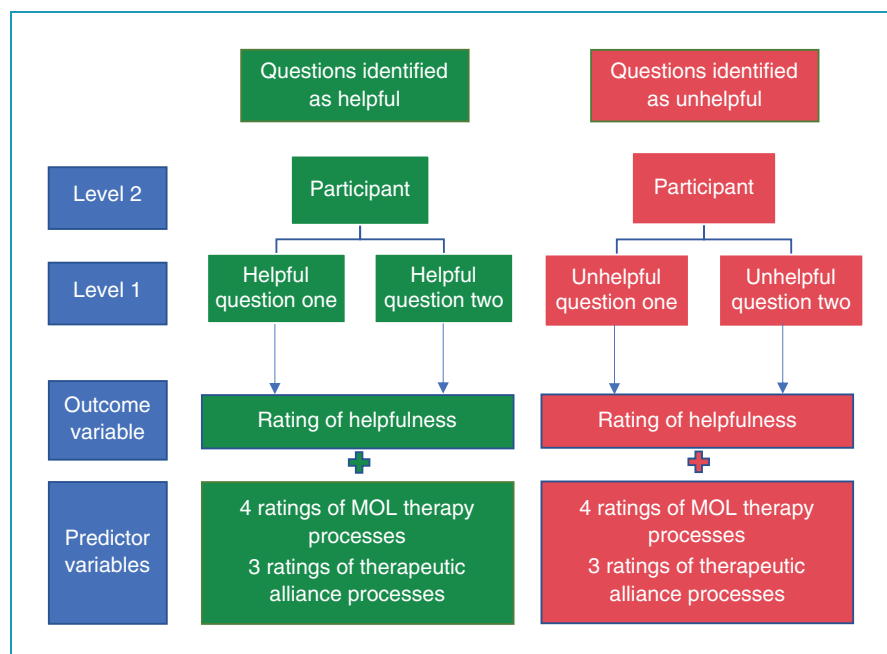 Questions identified
as helpful
Questions identified
as unhelpful
Level 2
Participant
Participant
Level 1
Helpful
question one
Helpful
question two
Unhelpful
question one
Unhelpful
question two
Outcome
variable
Rating of helpfulness
Rating of helpfulness
Predictor
variables
4 ratings of MOL therapy
processes
3 ratings of therapeutic
alliance processes
4 ratings of MOL therapy
processes
3 ratings of therapeutic
alliance processes